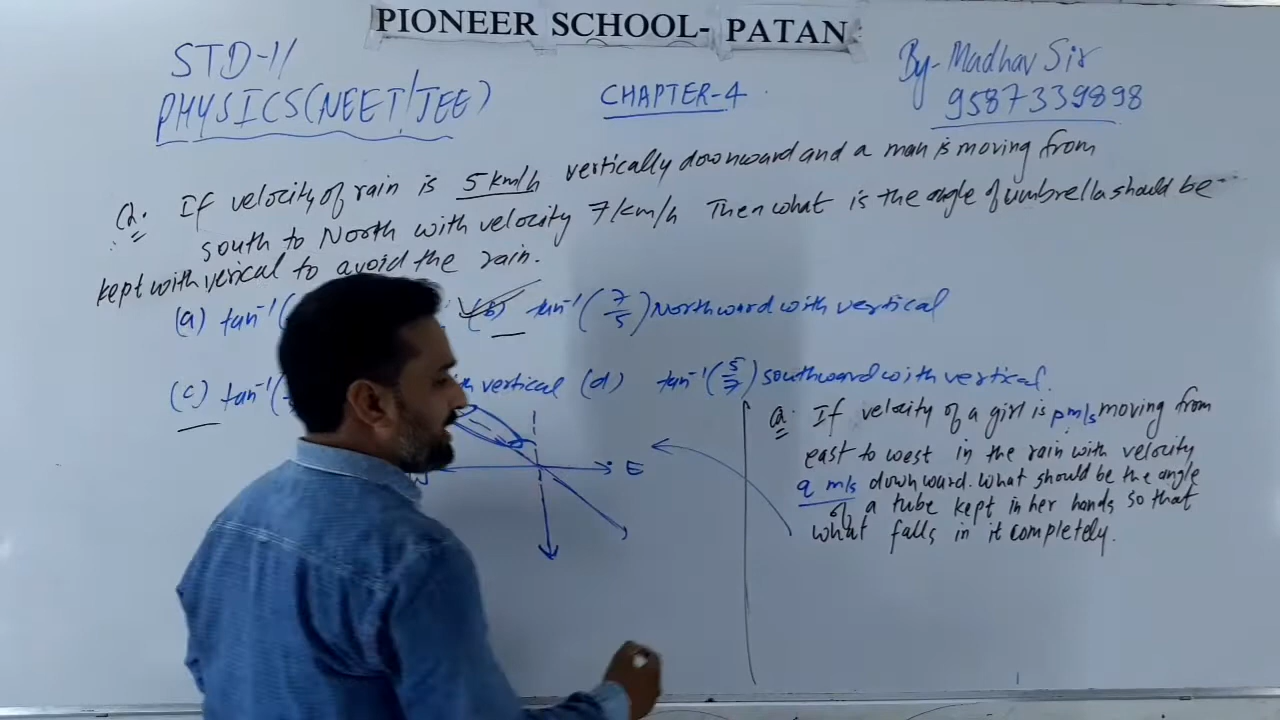 PIONEER SCHOOL- PATAN
STD-11
PHYSICS(NEET/JEE)
CHAPTER-4
By- Madhav Sir
9587339898
Q. If velocity of rain is 5 km/h vertically downward and a man is moving from
south to North with velocity 7 km/h Then what is the angle of umbrella should be
kept with verical to avoid the rain.
(a) tan⁻¹( (b) tan⁻¹(7/5) Northward with vertical
(c) tan⁻¹( vertical (d) tan⁻¹(5/7) southward with vertical.
E
Q. If velocity of a girl is p m/s moving from
east to west in the rain with velocity
q m/s downward. what should be the angle
of a tube kept in her hands so that
what falls in it completely.